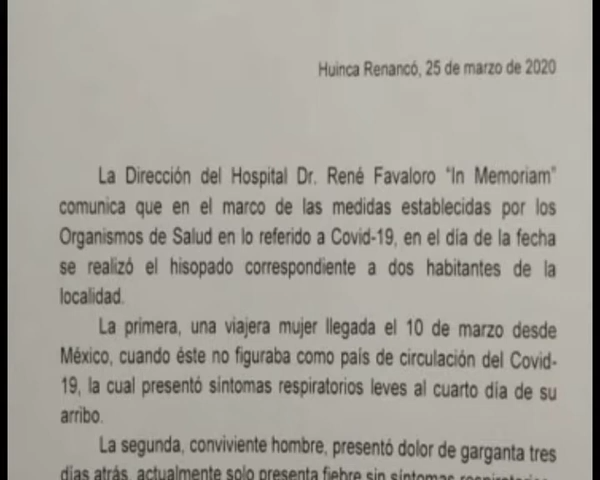 Huinca Renancó, 25 de marzo de 2020
La Dirección del Hospital Dr. René Favaloro "In Memoriam"
comunica que en el marco de las medidas establecidas por los
Organismos de Salud en lo referido a Covid-19, en el día de la fecha
se realizó el hisopado correspondiente a dos habitantes de la
localidad.
La primera, una viajera mujer llegada el 10 de marzo desde
México, cuando éste no figuraba como país de circulación del Covid-
19, la cual presentó síntomas respiratorios leves al cuarto día de su
arribo.
La segunda, conviviente hombre, presentó dolor de garganta tres
días atrás, actualmente solo presenta fiebre sin síntomas respiratorios